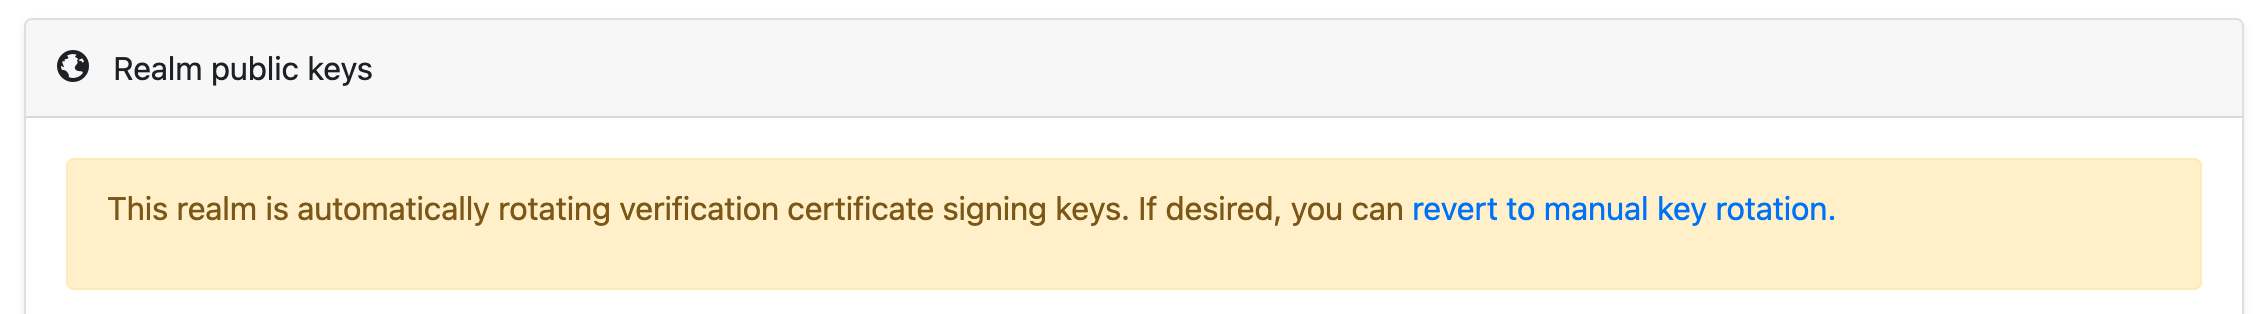 Realm public keys
This realm is automatically rotating verification certificate signing keys. If desired, you can revert to manual key rotation.